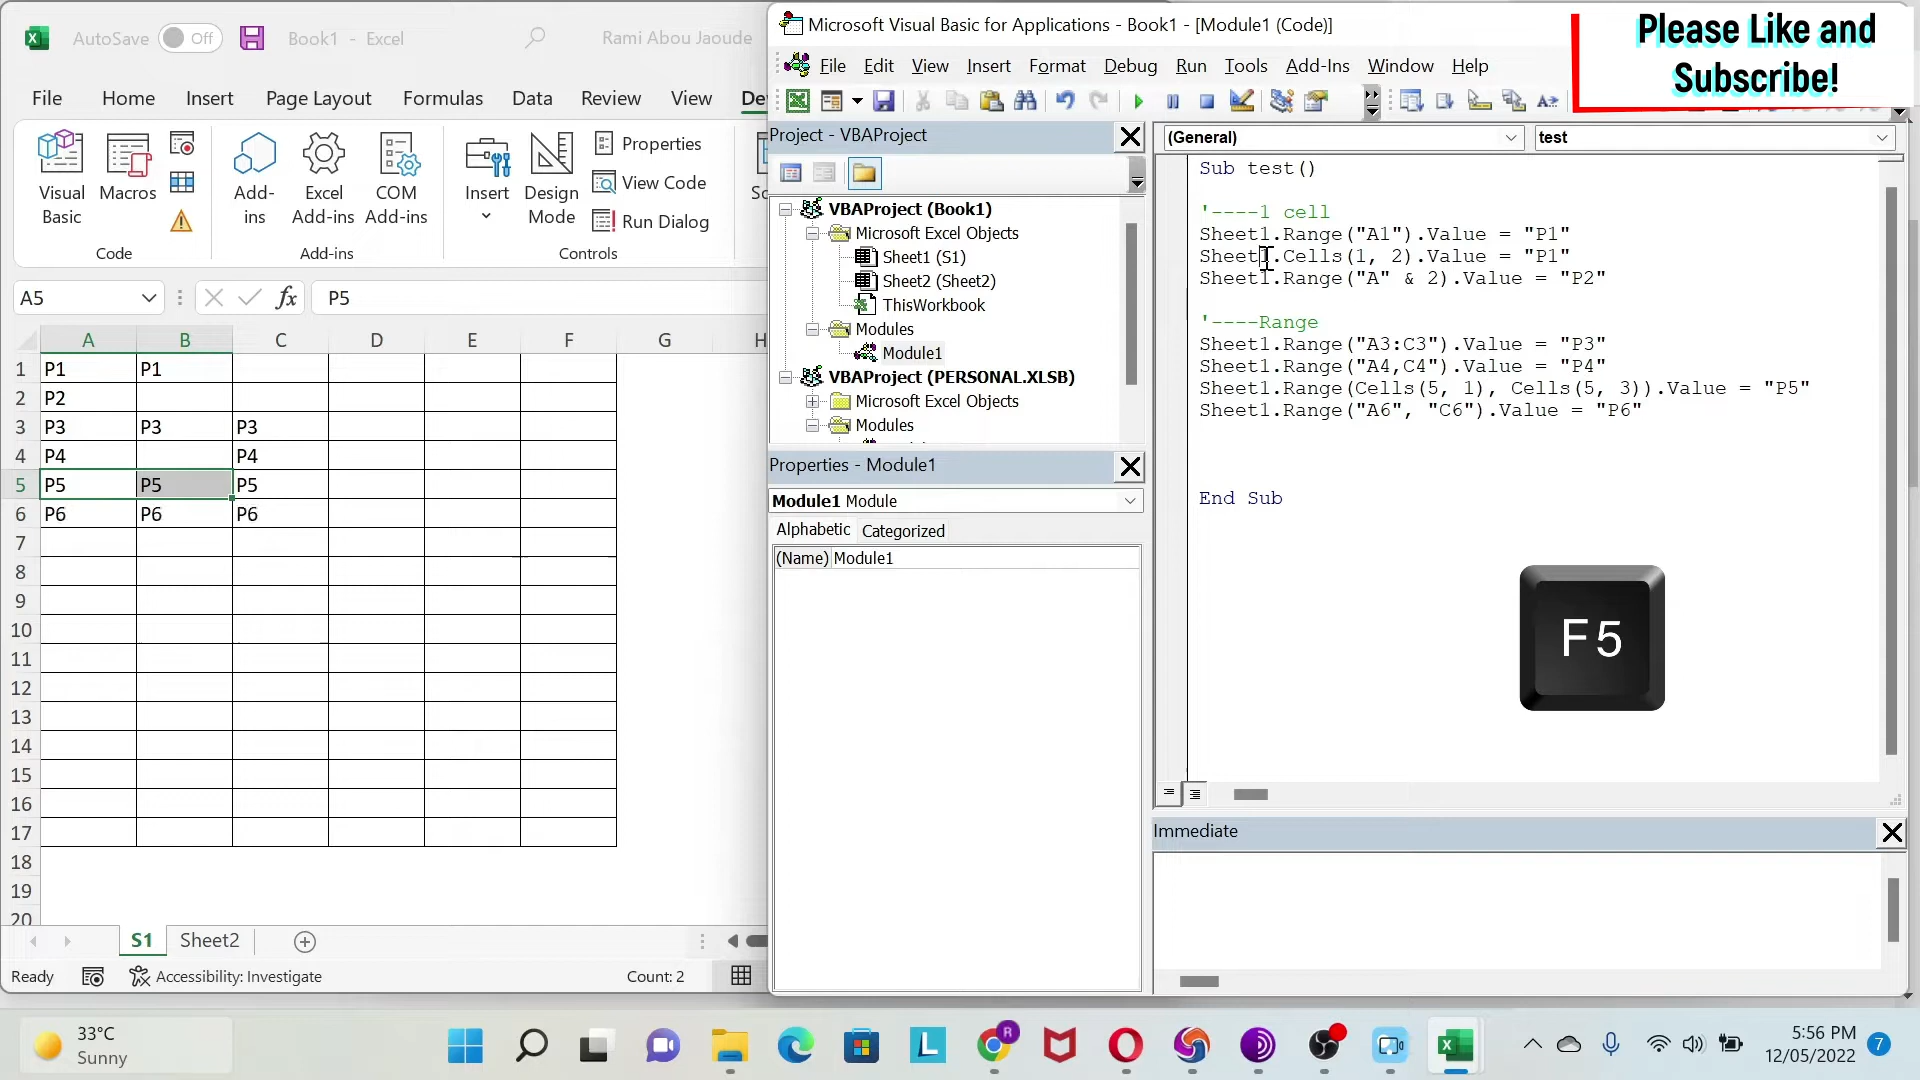 AutoSave Off Book1 - Excel Rami Abou Jaoude
File Home Insert Page Layout Formulas Data Review View De
Visual Basic
Macros
Code
Add-ins
Excel Add-ins
COM Add-ins
Add-ins
Insert
Design Mode
Properties
View Code
Run Dialog
Controls
A5 fx P5
A B C D E F G H
1 P1 P1
2 P2
3 P3 P3 P3
4 P4 P4
5 P5 P5 P5
6 P6 P6 P6
7
8
9
10
11
12
13
14
15
16
17
18
19
20
S1 Sheet2
Ready Accessibility: Investigate Count: 2
Microsoft Visual Basic for Applications - Book1 - [Module1 (Code)]
File Edit View Insert Format Debug Run Tools Add-Ins Window Help
Please Like and
Subscribe!
Project - VBAProject
VBAProject (Book1)
Microsoft Excel Objects
Sheet1 (S1)
Sheet2 (Sheet2)
ThisWorkbook
Modules
Module1
VBAProject (PERSONAL.XLSB)
Microsoft Excel Objects
Modules
Properties - Module1
Module1 Module
Alphabetic Categorized
(Name) Module1
(General) test
Sub test()
'----1 cell
Sheet1.Range("A1").Value = "P1"
Sheet1.Cells(1, 2).Value = "P1"
Sheet1.Range("A" & 2).Value = "P2"
'----Range
Sheet1.Range("A3:C3").Value = "P3"
Sheet1.Range("A4,C4").Value = "P4"
Sheet1.Range(Cells(5, 1), Cells(5, 3)).Value = "P5"
Sheet1.Range("A6", "C6").Value = "P6"
End Sub
F5
Immediate
33°C
Sunny
5:56 PM
12/05/2022
7